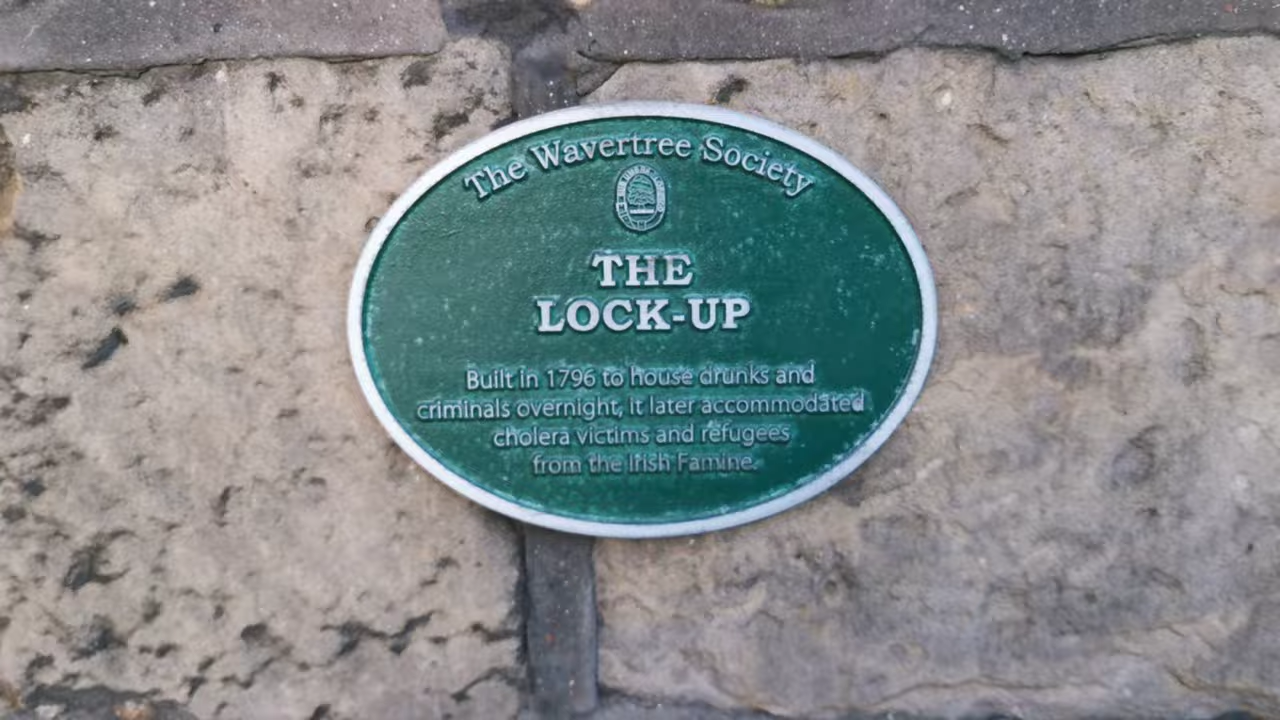 The Wavertree Society
THE
LOCK-UP
Built in 1796 to house drunks and
criminals overnight, it later accommodated
cholera victims and refugees
from the Irish Famine.